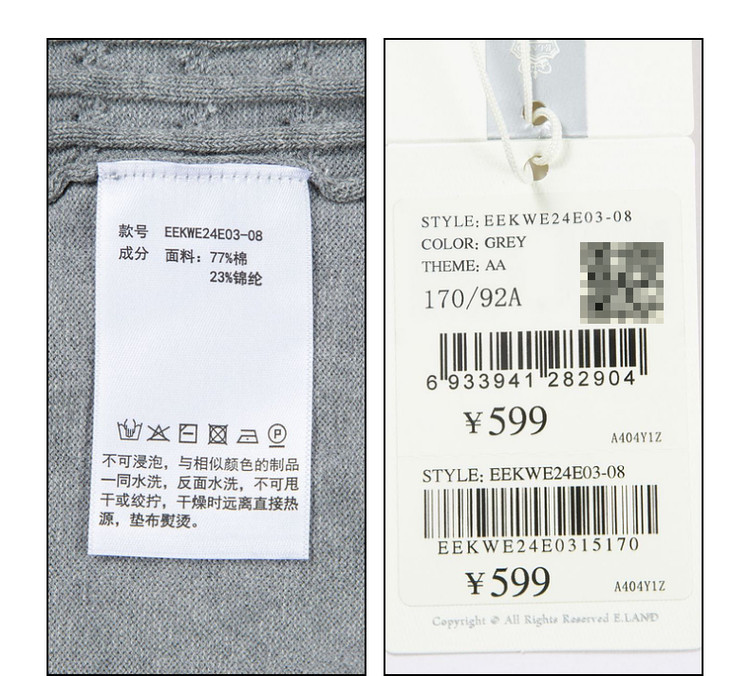 款号 EEKWE24E03-08
成分 面料：77%棉
23%锦纶
P
不可浸泡，与相似颜色的制品
一同水洗，反面水洗，不可甩
干或绞拧，干燥时远离直接热
源，垫布熨烫。
STYLE: EEKWE24E03-08
COLOR: GREY
THEME: AA
170/92A
6 933941 282904
¥599
A404Y1Z
STYLE: EEKWE24E03-08
EEKWE24E0315170
¥599
A404Y1Z
Copyright © All Rights Reserved E.LAND